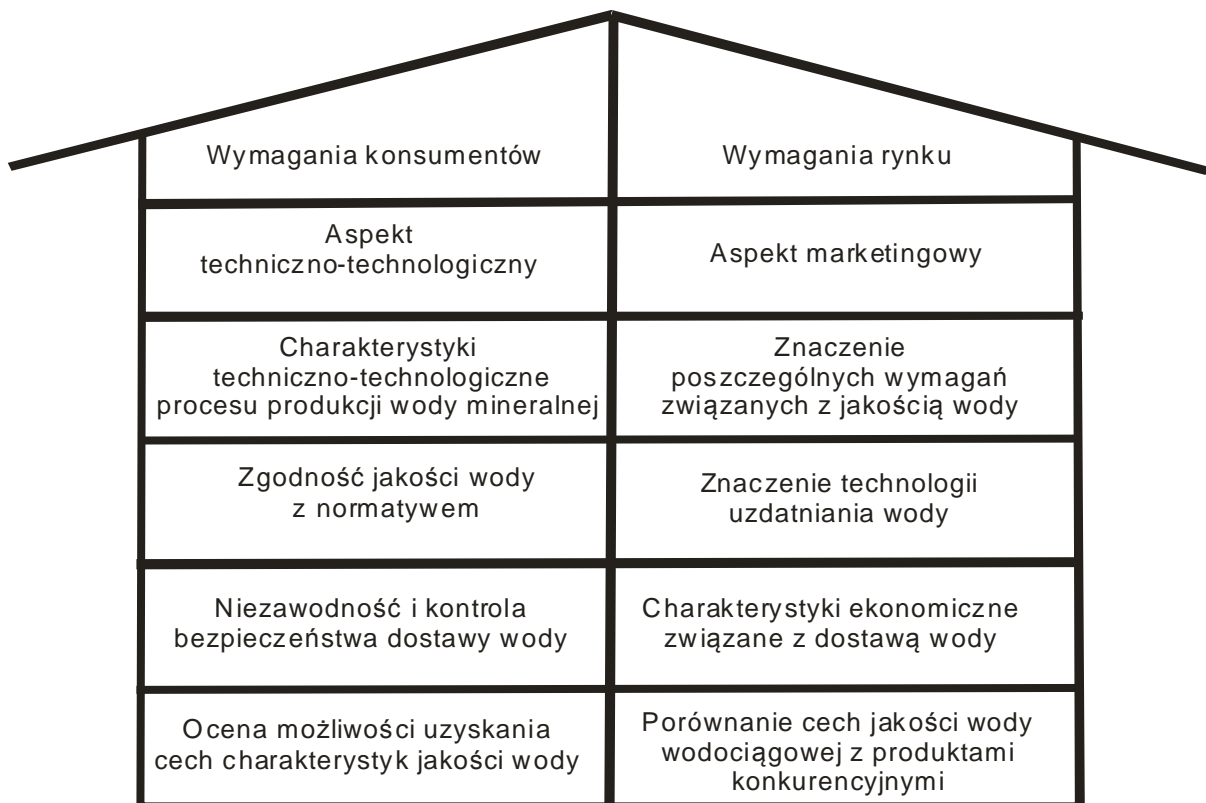 Wymagania konsumentów
Wymagania rynku
Aspekt
techniczno-technologiczny
Aspekt marketingowy
Charakterystyki
techniczno-technologiczne
procesu produkcji wody mineralnej
Znaczenie
poszczególnych wymagań
związanych z jakością wody
Zgodność jakości wody
z normatywem
Znaczenie technologii
uzdatniania wody
Niezawodność i kontrola
bezpieczeństwa dostawy wody
Charakterystyki ekonomiczne
związane z dostawą wody
Ocena możliwości uzyskania
cech charakterystyk jakości wody
Porównanie cech jakości wody
wodociągowej z produktami
konkurencyjnymi